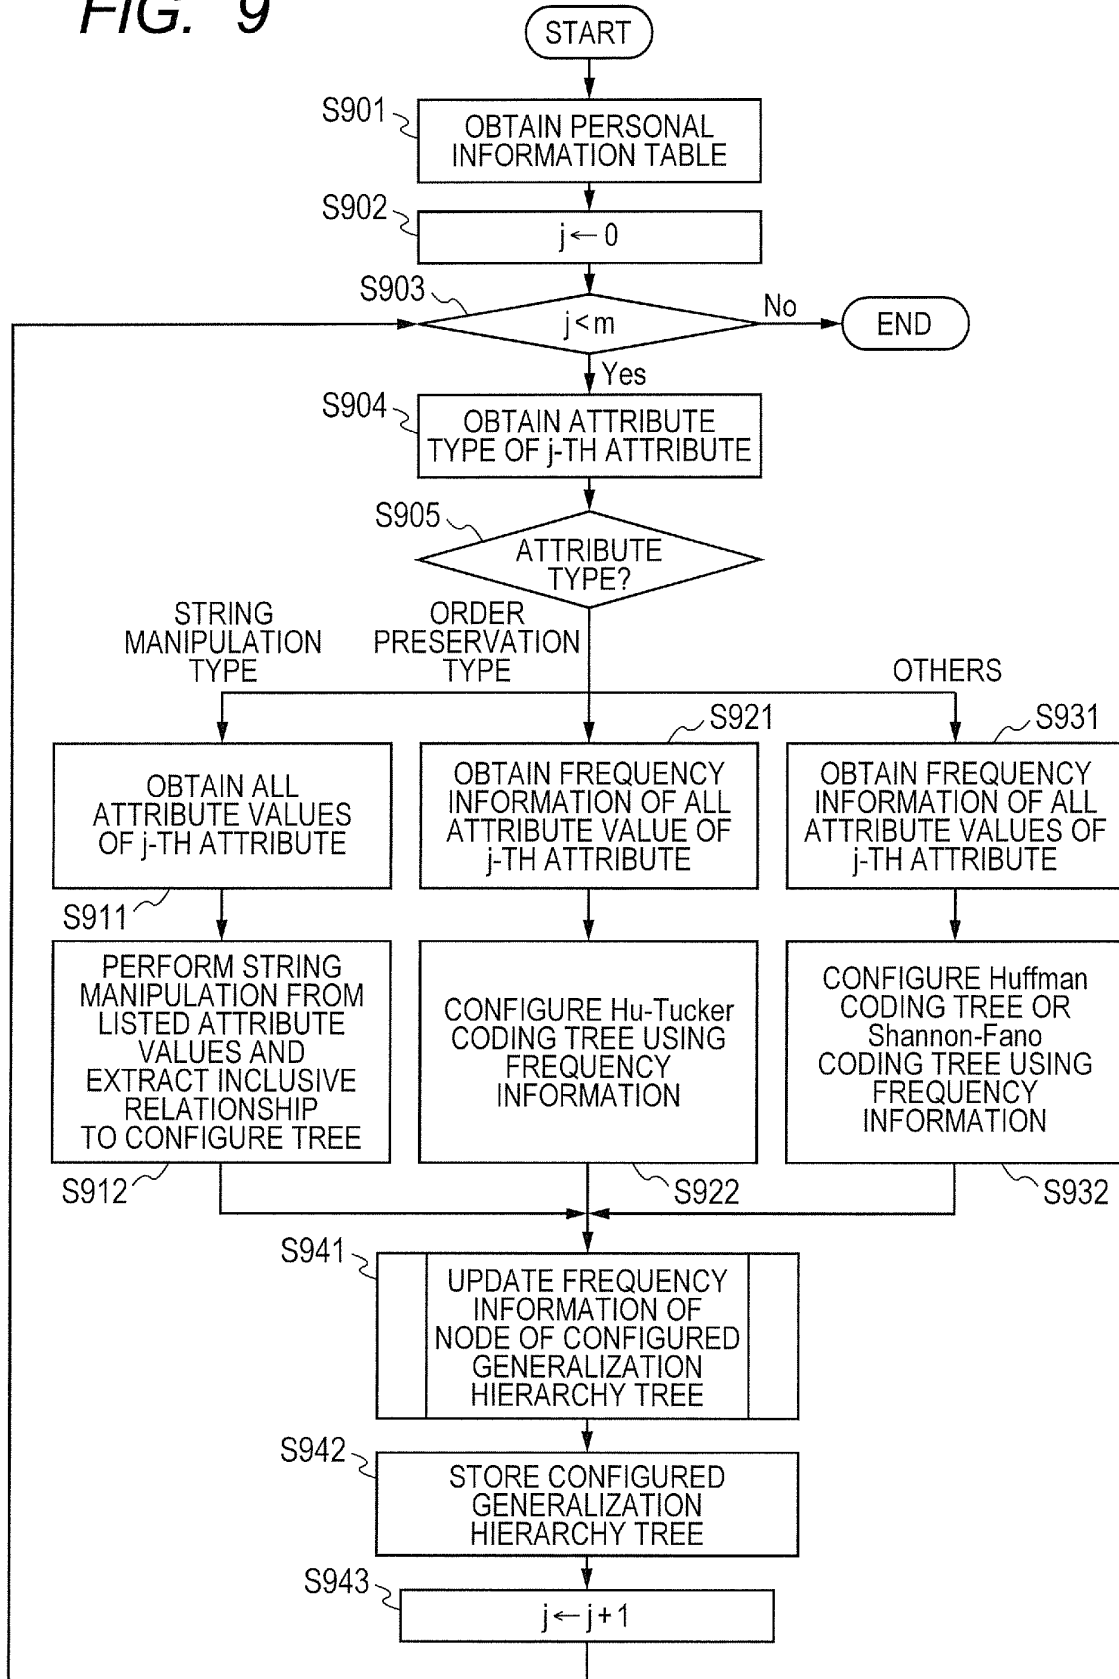 FIG. 9
START
S901
OBTAIN PERSONAL
INFORMATION TABLE
S902
j←0
S903
j<m
No
END
Yes
S904
OBTAIN ATTRIBUTE
TYPE OF j-TH ATTRIBUTE
S905
ATTRIBUTE
TYPE?
STRING
MANIPULATION
TYPE
ORDER
PRESERVATION
TYPE
OTHERS
S921
S931
OBTAIN ALL
ATTRIBUTE VALUES
OF j-TH ATTRIBUTE
OBTAIN FREQUENCY
INFORMATION OF ALL
ATTRIBUTE VALUE OF
j-TH ATTRIBUTE
OBTAIN FREQUENCY
INFORMATION OF ALL
ATTRIBUTE VALUES OF
j-TH ATTRIBUTE
S911
PERFORM STRING
MANIPULATION FROM
LISTED ATTRIBUTE
VALUES AND
EXTRACT INCLUSIVE
RELATIONSHIP
TO CONFIGURE TREE
CONFIGURE Hu-Tucker
CODING TREE USING
FREQUENCY
INFORMATION
CONFIGURE Huffman
CODING TREE OR
Shannon-Fano
CODING TREE USING
FREQUENCY
INFORMATION
S912
S922
S932
S941
UPDATE FREQUENCY
INFORMATION OF
NODE OF CONFIGURED
GENERALIZATION
HIERARCHY TREE
S942
STORE CONFIGURED
GENERALIZATION
HIERARCHY TREE
S943
j←j+1